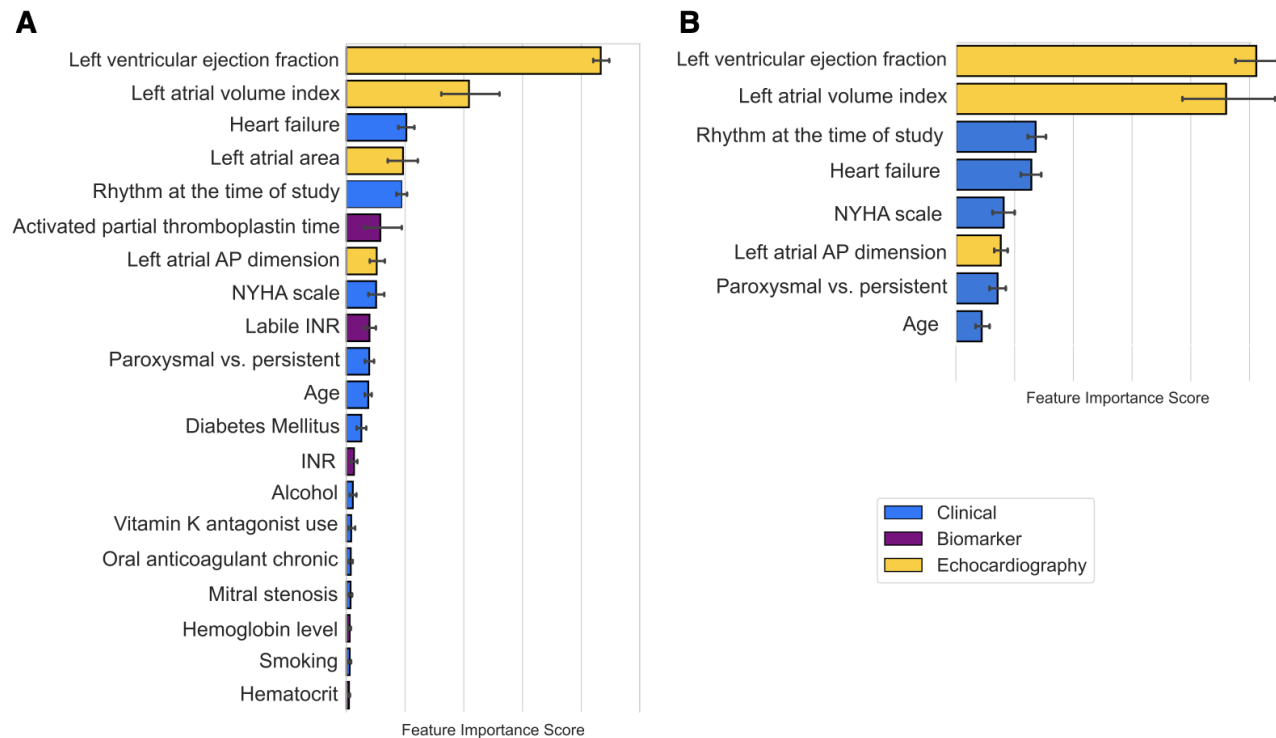 A
Left ventricular ejection fraction
Left atrial volume index
Heart failure
Left atrial area
Rhythm at the time of study
Activated partial thromboplastin time
Left atrial AP dimension
NYHA scale
Labile INR
Paroxysmal vs. persistent
Age
Diabetes Mellitus
INR
Alcohol
Vitamin K antagonist use
Oral anticoagulant chronic
Mitral stenosis
Hemoglobin level
Smoking
Hematocrit
Feature Importance Score
B
Left ventricular ejection fraction
Left atrial volume index
Rhythm at the time of study
Heart failure
NYHA scale
Left atrial AP dimension
Paroxysmal vs. persistent
Age
Feature Importance Score
Clinical
Biomarker
Echocardiography